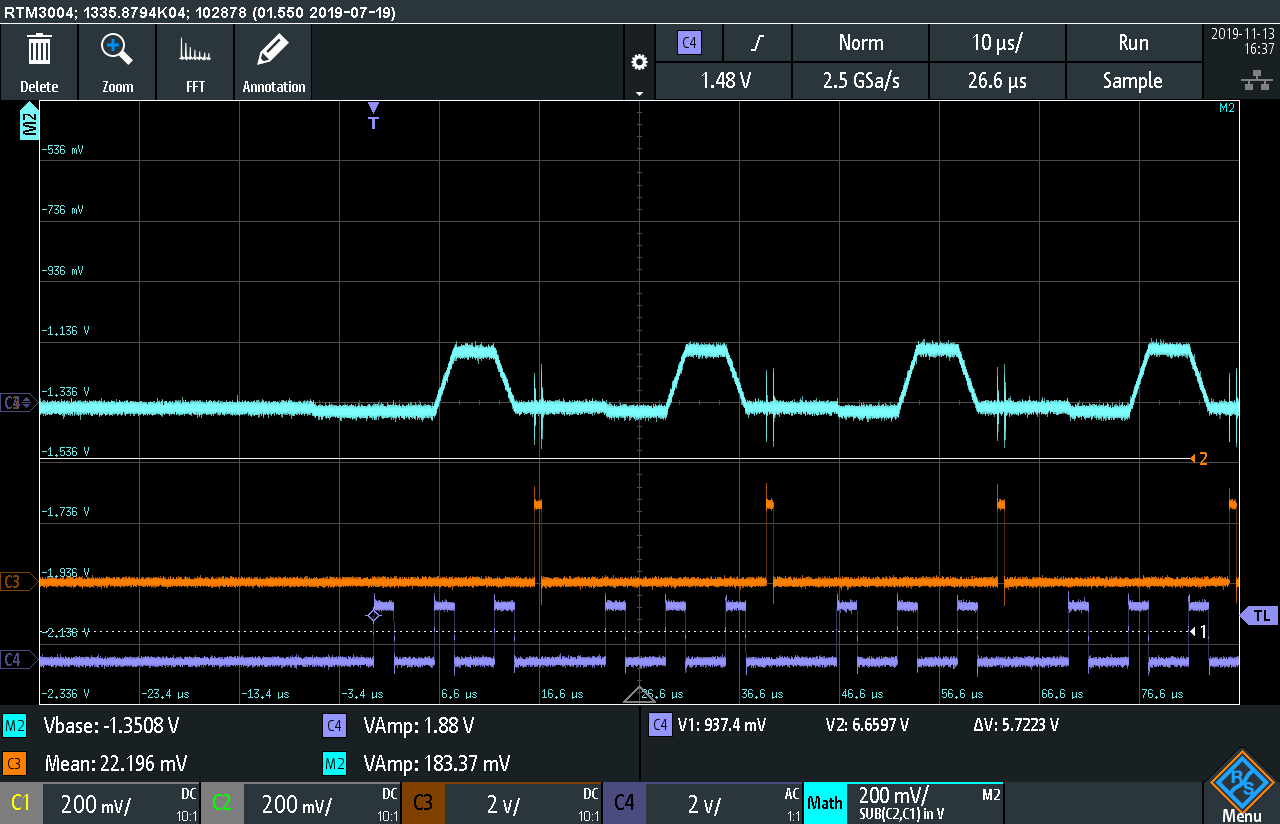 RTM3004; 1335.8794K04; 102878 (01.550 2019-07-19)
Delete
Zoom
FFT
Annotation
C4
Norm
10 µs/
Run
2019-11-13
16:37
1.48 V
2.5 GSa/s
26.6 µs
Sample
M2
T
M2
-536 mV
-736 mV
-936 mV
-1.136 V
-1.336 V
-1.536 V
2
-1.736 V
C3
-1.936 V
TL
-2.136 V
1
C4
-2.336 V
-23.4 µs
-13.4 µs
-3.4 µs
6.6 µs
16.6 µs
26.6 µs
36.6 µs
46.6 µs
56.6 µs
66.6 µs
76.6 µs
M2 Vbase: -1.3508 V
C4 VAmp: 1.88 V
C4 V1: 937.4 mV V2: 6.6597 V ΔV: 5.7223 V
C3 Mean: 22.196 mV
M2 VAmp: 183.37 mV
C1 200 mV/ DC 10:1
C2 200 mV/ DC 10:1
C3 2 V/ DC 10:1
C4 2 V/ AC 1:1
Math 200 mV/ M2
SUB(C2,C1) in V
R&S
Menu